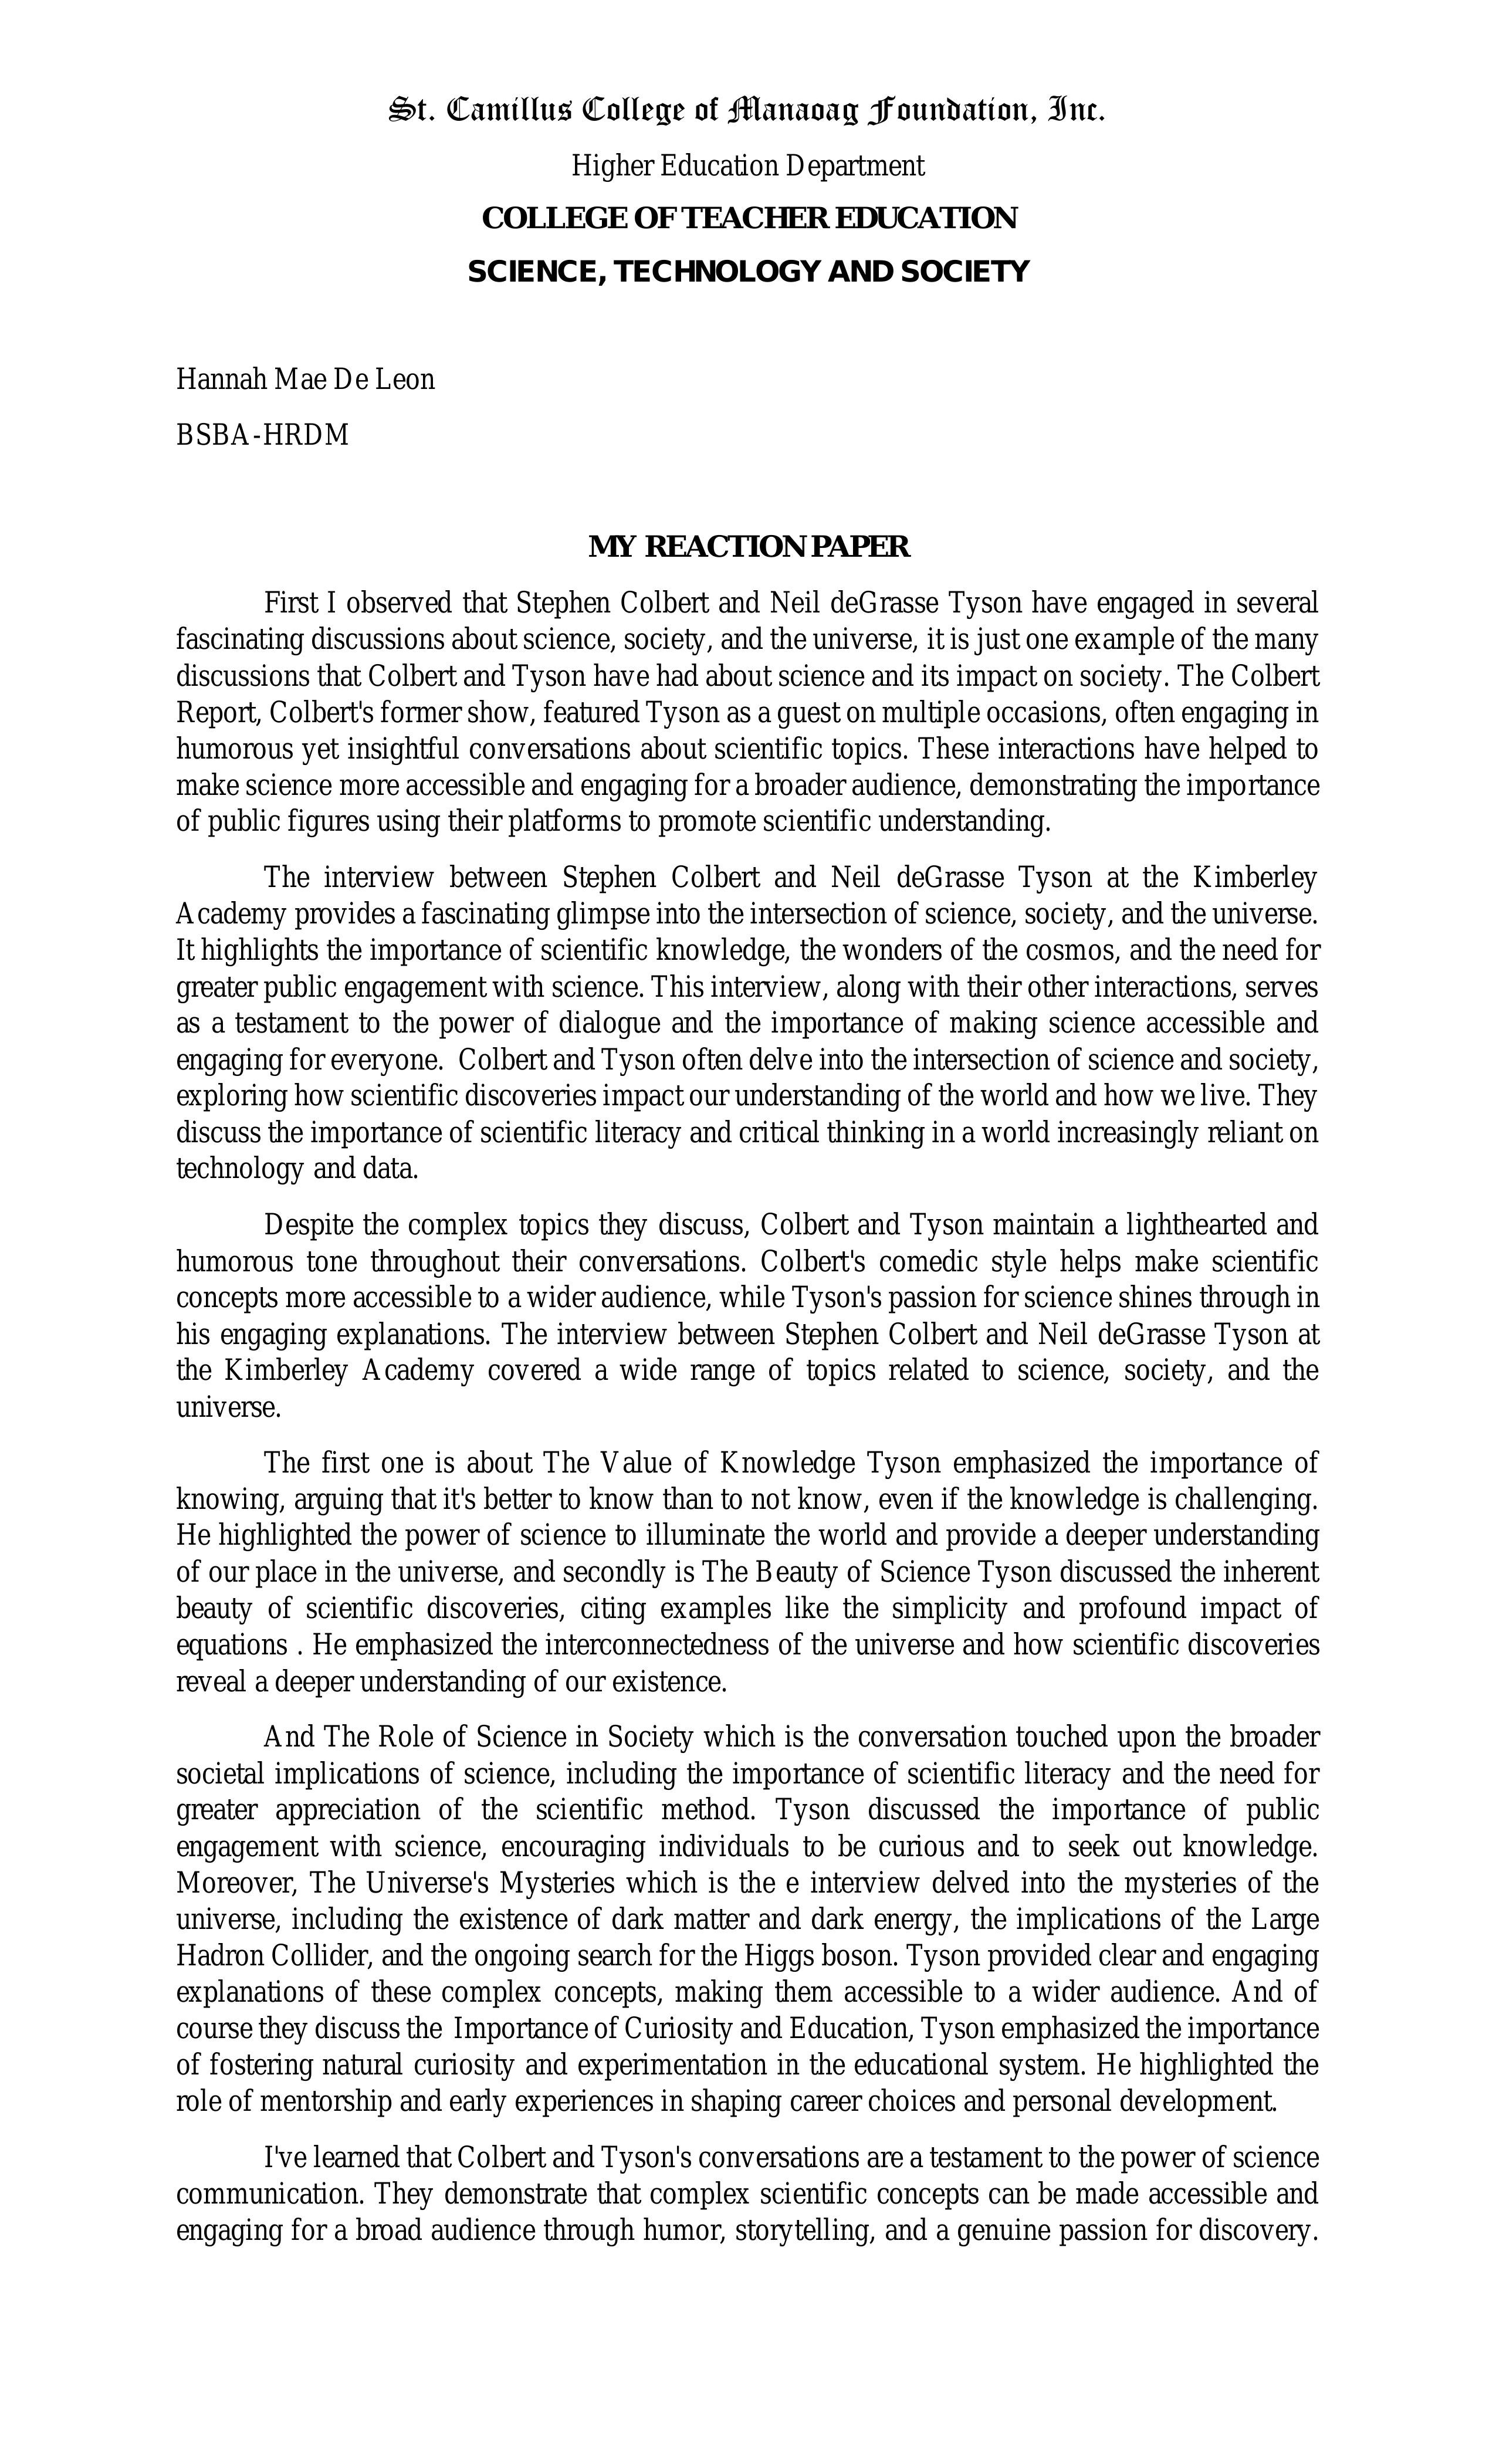 St. Camillus College of Manaoag Foundation, Inc.
Higher Education Department
COLLEGE OF TEACHER EDUCATION
SCIENCE, TECHNOLOGY AND SOCIETY
Hannah Mae De Leon
BSBA-HRDM
MY REACTION PAPER
First I observed that Stephen Colbert and Neil deGrasse Tyson have engaged in several
fascinating discussions about science, society, and the universe, it is just one example of the many
discussions that Colbert and Tyson have had about science and its impact on society. The Colbert
Report, Colbert's former show, featured Tyson as a guest on multiple occasions, often engaging in
humorous yet insightful conversations about scientific topics. These interactions have helped to
make science more accessible and engaging for a broader audience, demonstrating the importance
of public figures using their platforms to promote scientific understanding.
The interview between Stephen Colbert and Neil deGrasse Tyson at the Kimberley
Academy provides a fascinating glimpse into the intersection of science, society, and the universe.
It highlights the importance of scientific knowledge, the wonders of the cosmos, and the need for
greater public engagement with science. This interview, along with their other interactions, serves
as a testament to the power of dialogue and the importance of making science accessible and
engaging for everyone.  Colbert and Tyson often delve into the intersection of science and society,
exploring how scientific discoveries impact our understanding of the world and how we live. They
discuss the importance of scientific literacy and critical thinking in a world increasingly reliant on
technology and data.
Despite the complex topics they discuss, Colbert and Tyson maintain a lighthearted and
humorous tone throughout their conversations. Colbert's comedic style helps make scientific
concepts more accessible to a wider audience, while Tyson's passion for science shines through in
his engaging explanations. The interview between Stephen Colbert and Neil deGrasse Tyson at
the Kimberley Academy covered a wide range of topics related to science, society, and the
universe.
The first one is about The Value of Knowledge Tyson emphasized the importance of
knowing, arguing that it's better to know than to not know, even if the knowledge is challenging.
He highlighted the power of science to illuminate the world and provide a deeper understanding
of our place in the universe, and secondly is The Beauty of Science Tyson discussed the inherent
beauty of scientific discoveries, citing examples like the simplicity and profound impact of
equations . He emphasized the interconnectedness of the universe and how scientific discoveries
reveal a deeper understanding of our existence.
And The Role of Science in Society which is the conversation touched upon the broader
societal implications of science, including the importance of scientific literacy and the need for
greater appreciation of the scientific method. Tyson discussed the importance of public
engagement with science, encouraging individuals to be curious and to seek out knowledge.
Moreover, The Universe's Mysteries which is the e interview delved into the mysteries of the
universe, including the existence of dark matter and dark energy, the implications of the Large
Hadron Collider, and the ongoing search for the Higgs boson. Tyson provided clear and engaging
explanations of these complex concepts, making them accessible to a wider audience. And of
course they discuss the  Importance of Curiosity and Education, Tyson emphasized the importance
of fostering natural curiosity and experimentation in the educational system. He highlighted the
role of mentorship and early experiences in shaping career choices and personal development.
I've learned that Colbert and Tyson's conversations are a testament to the power of science
communication. They demonstrate that complex scientific concepts can be made accessible and
engaging for a broad audience through humor, storytelling, and a genuine passion for discovery.